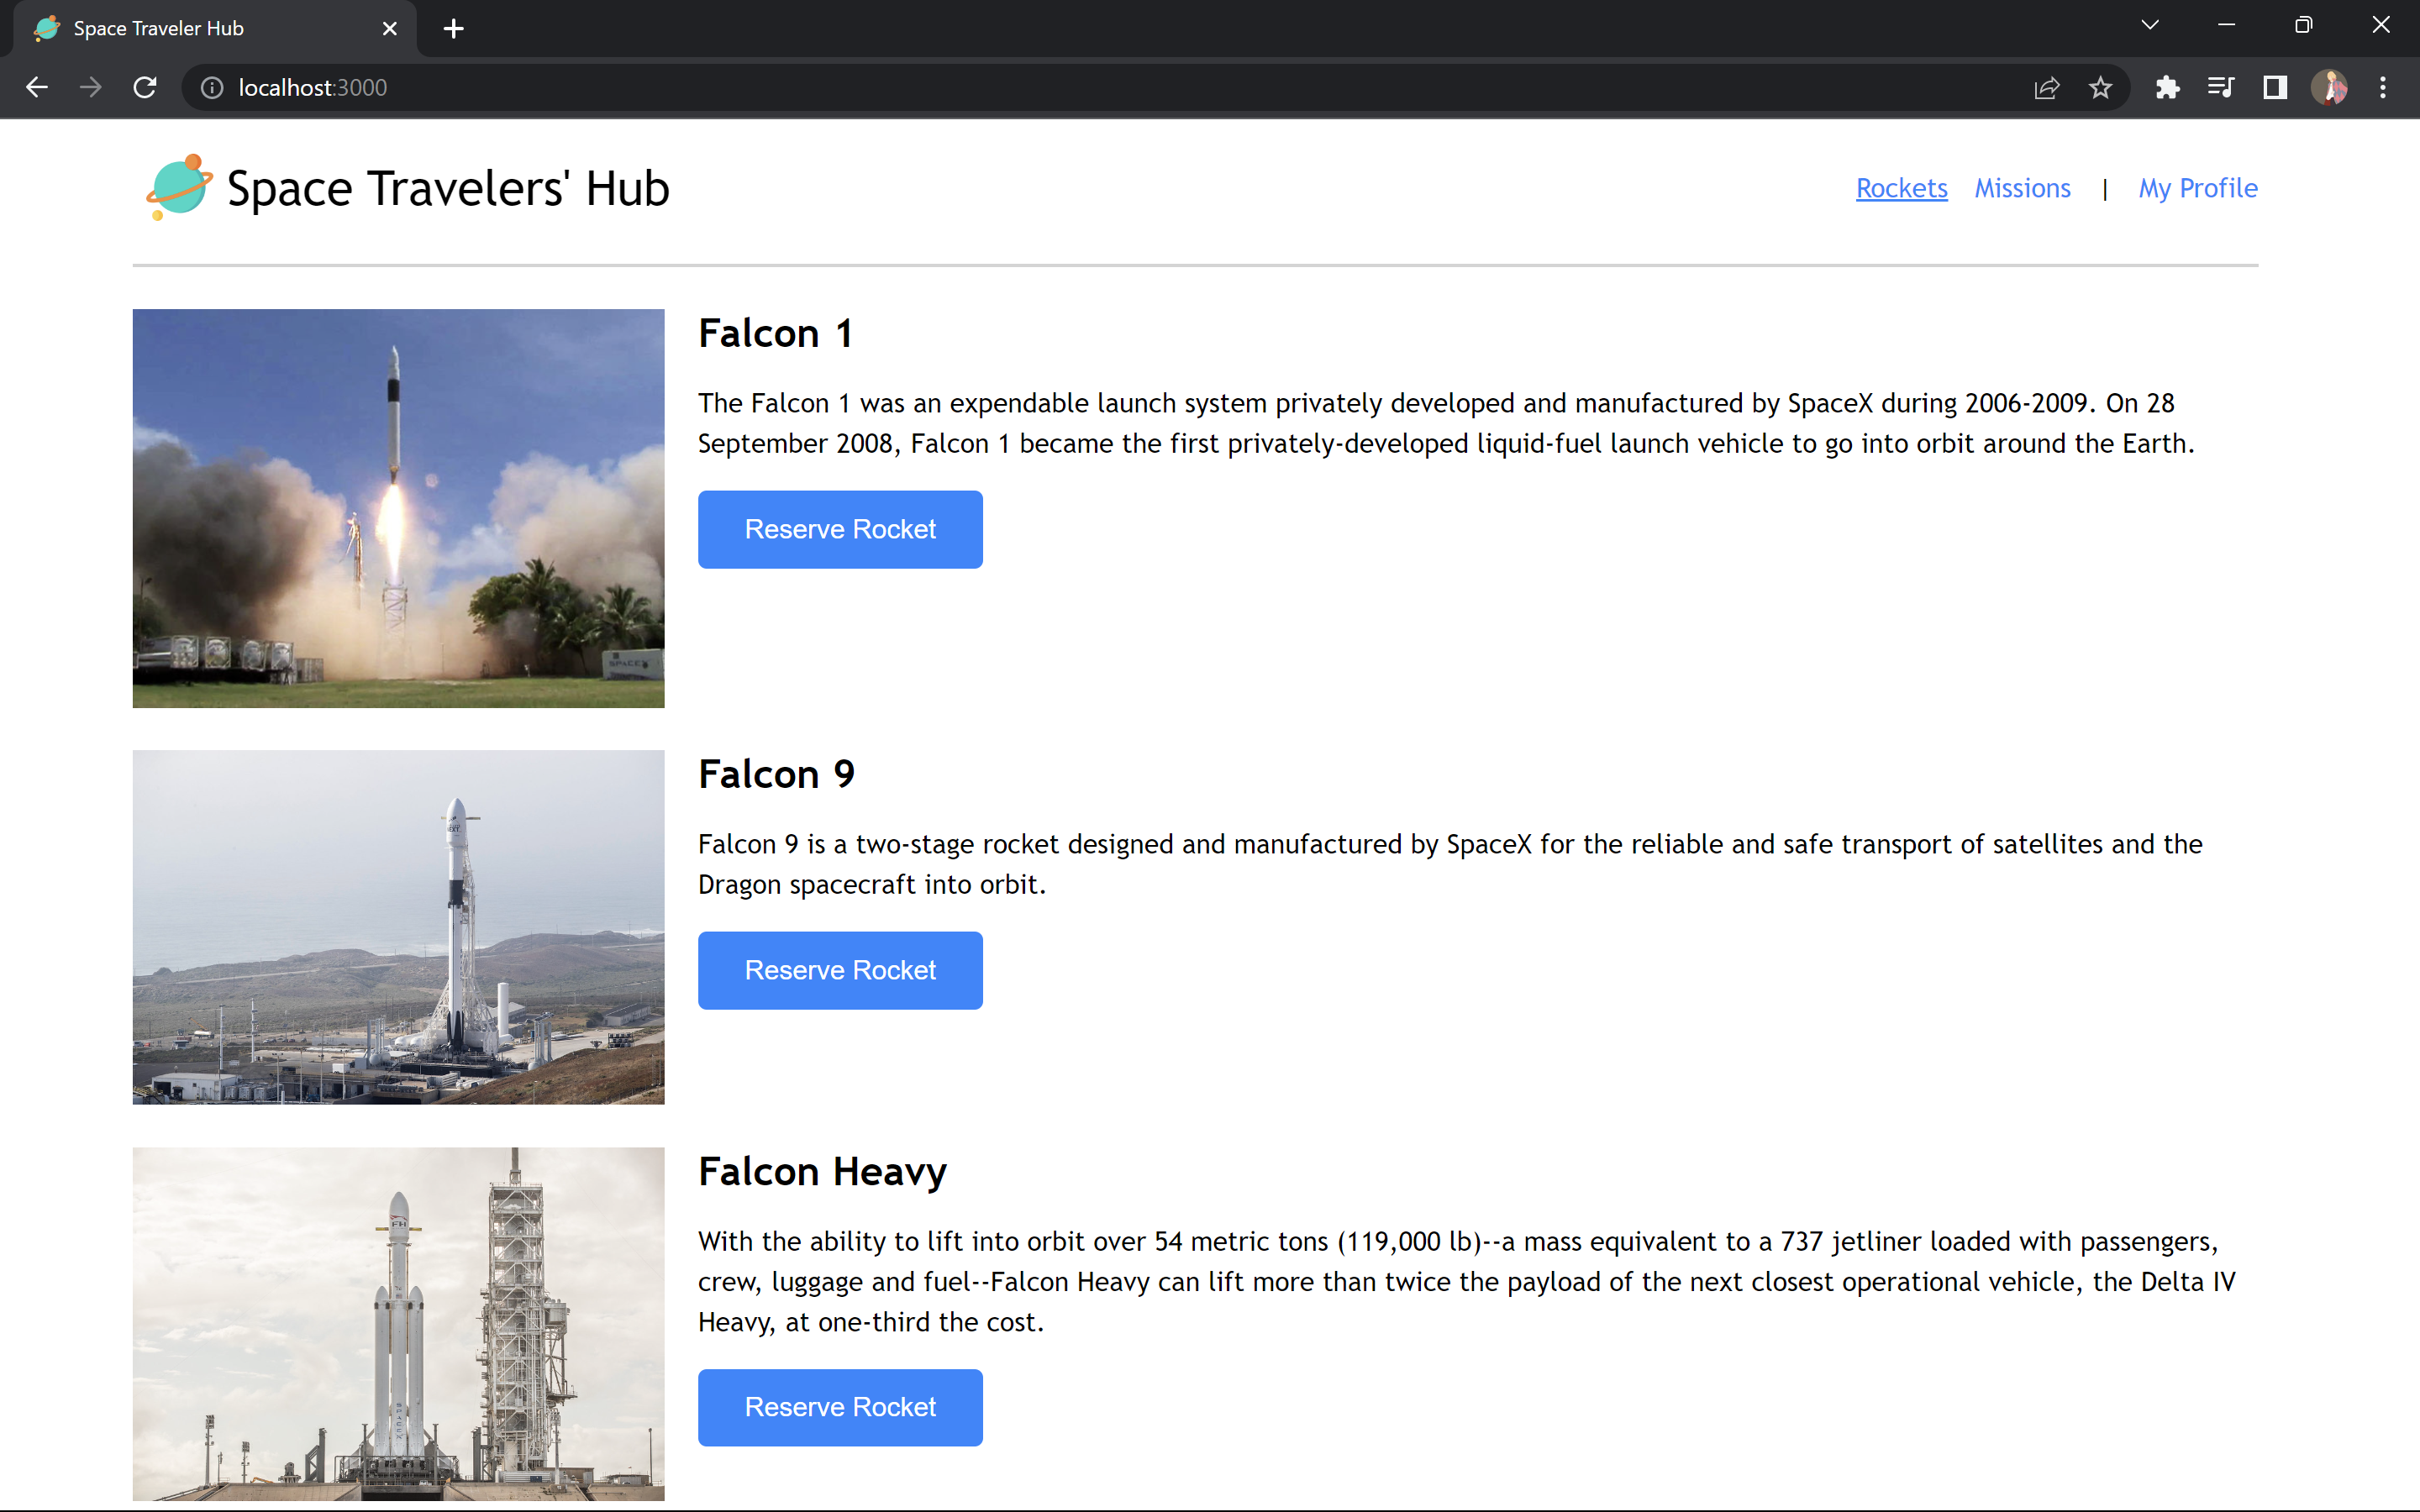 Space Traveler Hub
localhost:3000
Space Travelers' Hub
Rockets Missions | My Profile
Falcon 1
The Falcon 1 was an expendable launch system privately developed and manufactured by SpaceX during 2006-2009. On 28
September 2008, Falcon 1 became the first privately-developed liquid-fuel launch vehicle to go into orbit around the Earth.
Reserve Rocket
SPACEX
Falcon 9
Falcon 9 is a two-stage rocket designed and manufactured by SpaceX for the reliable and safe transport of satellites and the
Dragon spacecraft into orbit.
Reserve Rocket
Falcon Heavy
With the ability to lift into orbit over 54 metric tons (119,000 lb)--a mass equivalent to a 737 jetliner loaded with passengers,
crew, luggage and fuel--Falcon Heavy can lift more than twice the payload of the next closest operational vehicle, the Delta IV
Heavy, at one-third the cost.
Reserve Rocket
FH
SPACEX